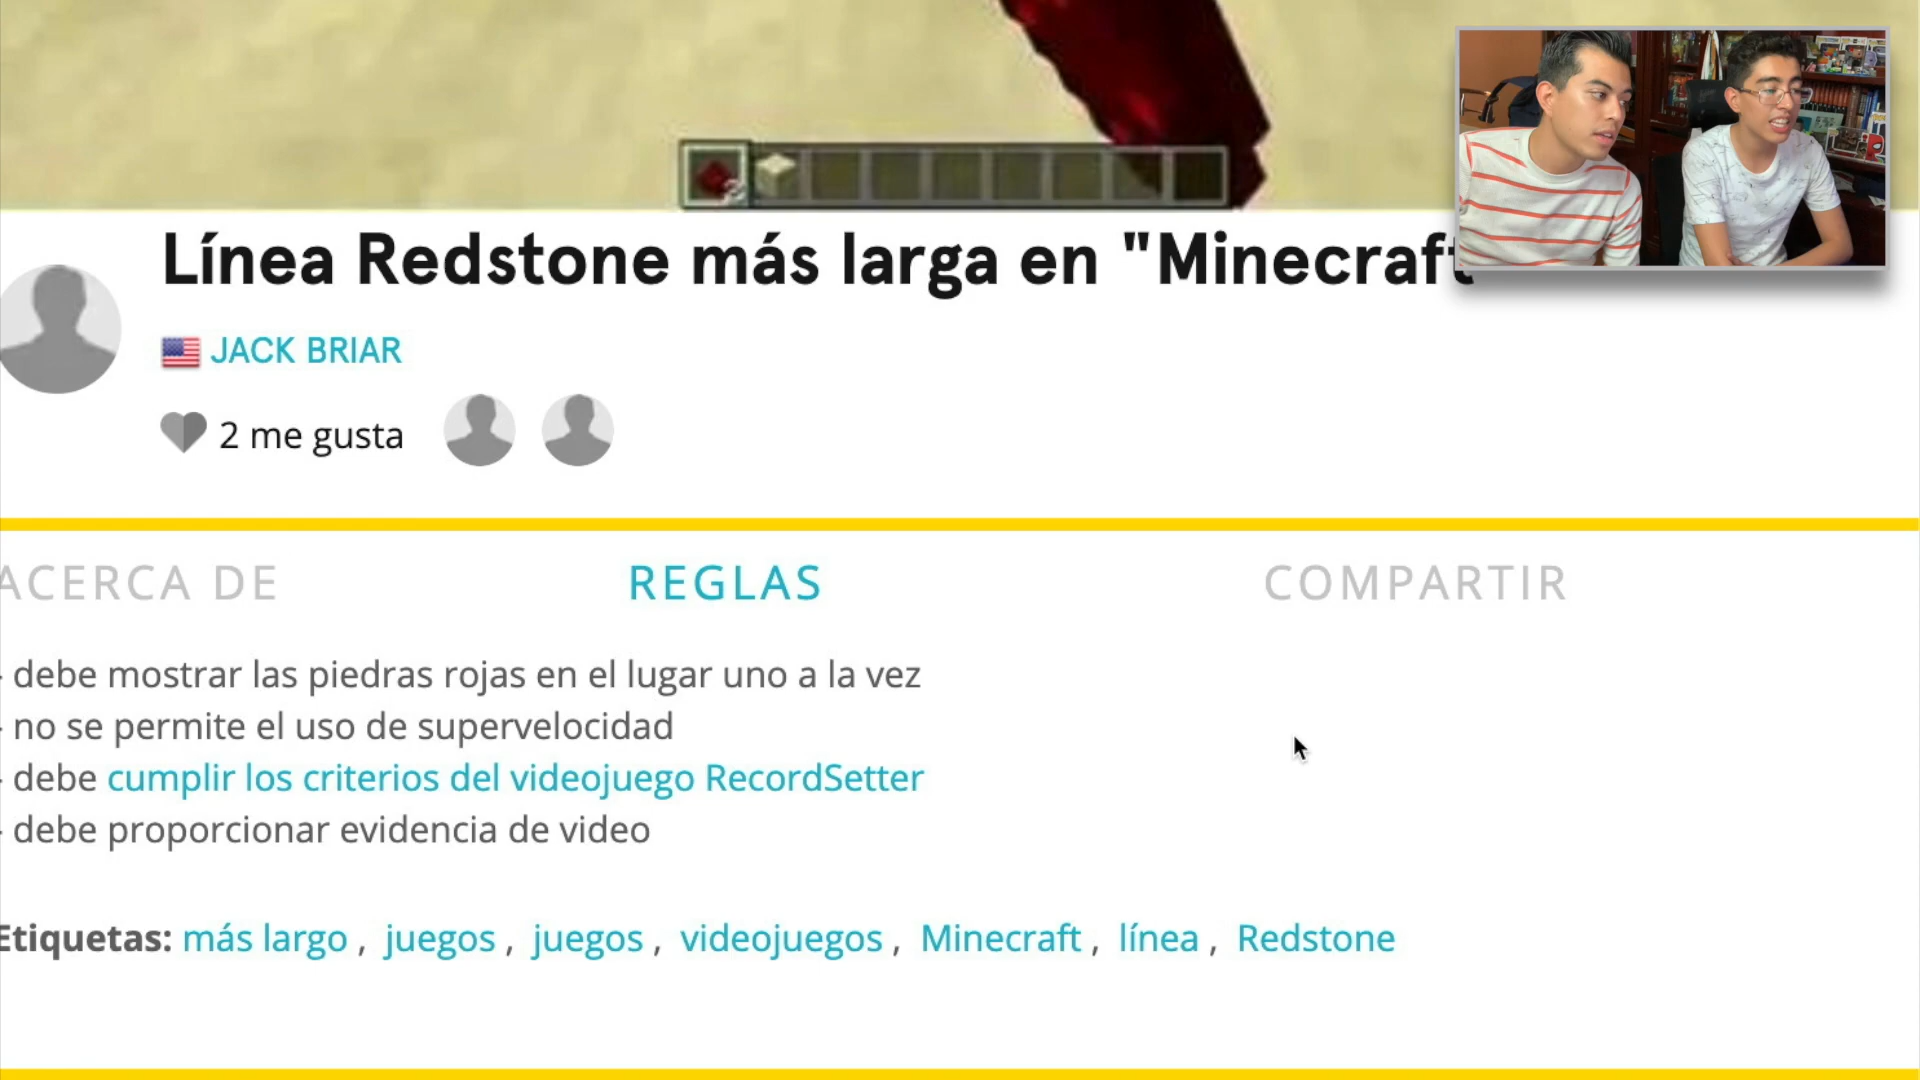 Línea Redstone más larga en "Minecraft
JACK BRIAR
2 me gusta
ACERCA DE
REGLAS
COMPARTIR
- debe mostrar las piedras rojas en el lugar uno a la vez
- no se permite el uso de supervelocidad
- debe cumplir los criterios del videojuego RecordSetter
- debe proporcionar evidencia de video
Etiquetas: más largo , juegos , juegos , videojuegos , Minecraft , línea , Redstone